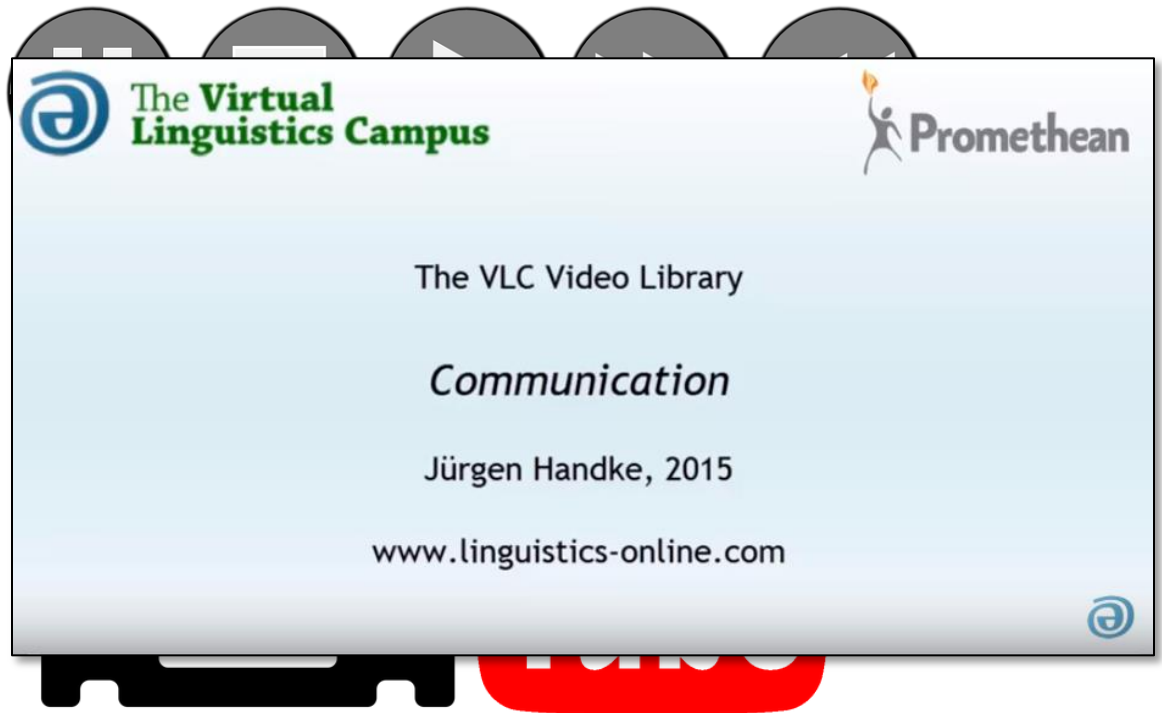 The Virtual
Linguistics Campus
Promethean
The VLC Video Library
Communication
Jürgen Handke, 2015
www.linguistics-online.com